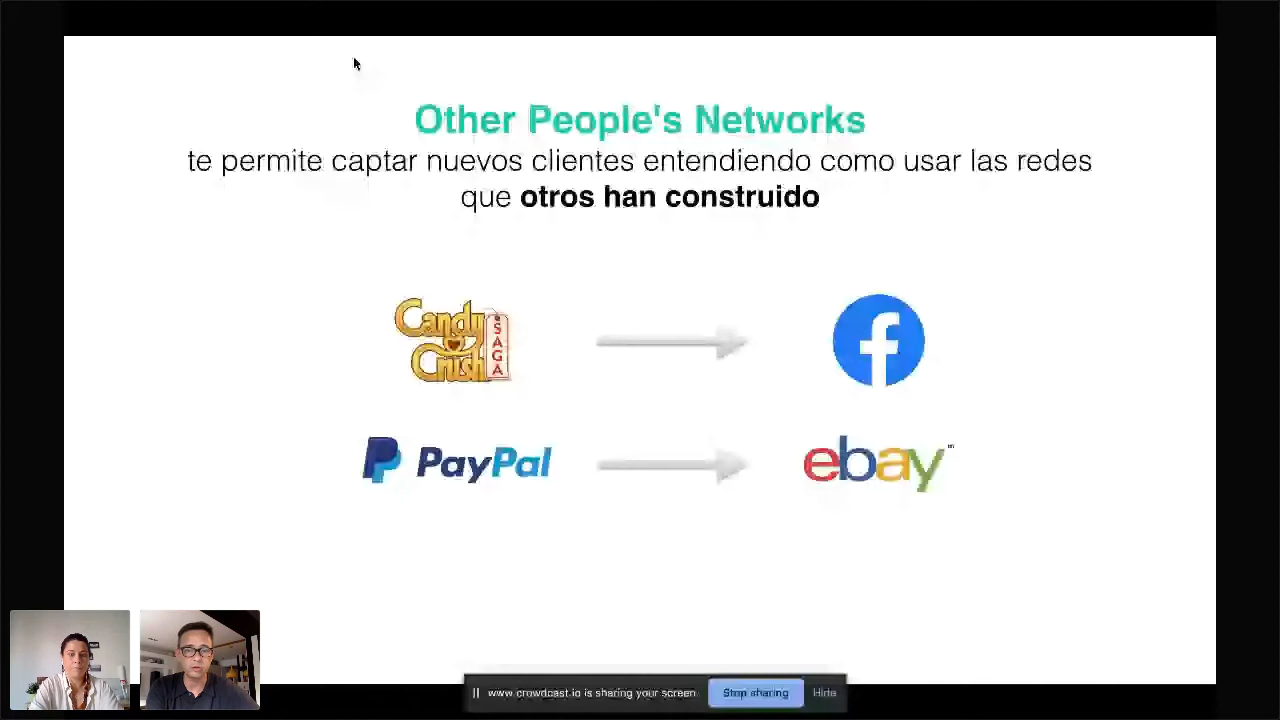 Other People's Networks
te permite captar nuevos clientes entendiendo como usar las redes
que otros han construido
Candy
Crush
SAGA
PayPal
ebay
www.crowdcast.io is sharing your screen
Stop sharing
Hide